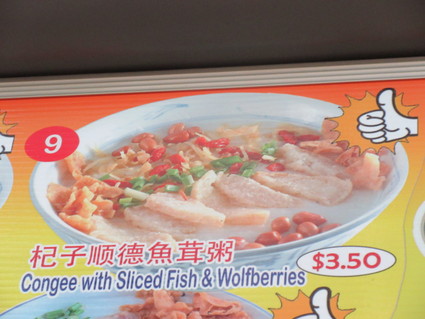 9
杞子顺德魚茸粥
Congee with Sliced Fish & Wolfberries
$3.50